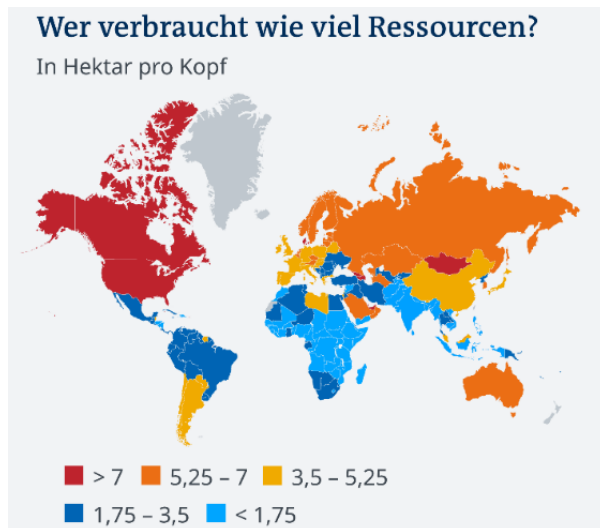 Wer verbraucht wie viel Ressourcen?
In Hektar pro Kopf
> 7 5,25 – 7 3,5 – 5,25
1,75 – 3,5 < 1,75